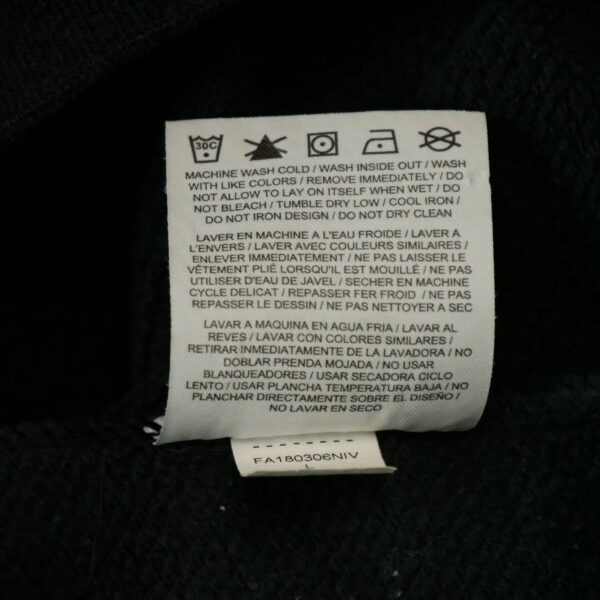 30C
MACHINE WASH COLD / WASH INSIDE OUT / WASH
WITH LIKE COLORS / REMOVE IMMEDIATELY / DO
NOT ALLOW TO LAY ON ITSELF WHEN WET / DO
NOT BLEACH / TUMBLE DRY LOW / COOL IRON /
DO NOT IRON DESIGN / DO NOT DRY CLEAN
LAVER EN MACHINE A L'EAU FROIDE / LAVER A
L'ENVERS / LAVER AVEC COULEURS SIMILAIRES /
ENLEVER IMMEDIATEMENT / NE PAS LAISSER LE
VÊTEMENT PLIÉ LORSQU'IL EST MOUILLÉ / NE PAS
UTILISER D'EAU DE JAVEL / SECHER EN MACHINE
CYCLE DELICAT / REPASSER FER FROID / NE PAS
REPASSER LE DESSIN / NE PAS NETTOYER A SEC
LAVAR A MAQUINA EN AGUA FRIA / LAVAR AL
REVES / LAVAR CON COLORES SIMILARES /
RETIRAR INMEDIATAMENTE DE LA LAVADORA / NO
DOBLAR PRENDA MOJADA / NO USAR
BLANQUEADORES / USAR SECADORA CICLO
LENTO / USAR PLANCHA TEMPERATURA BAJA / NO
PLANCHAR DIRECTAMENTE SOBRE EL DISEÑO /
NO LAVAR EN SECO
FA180306NIV
L